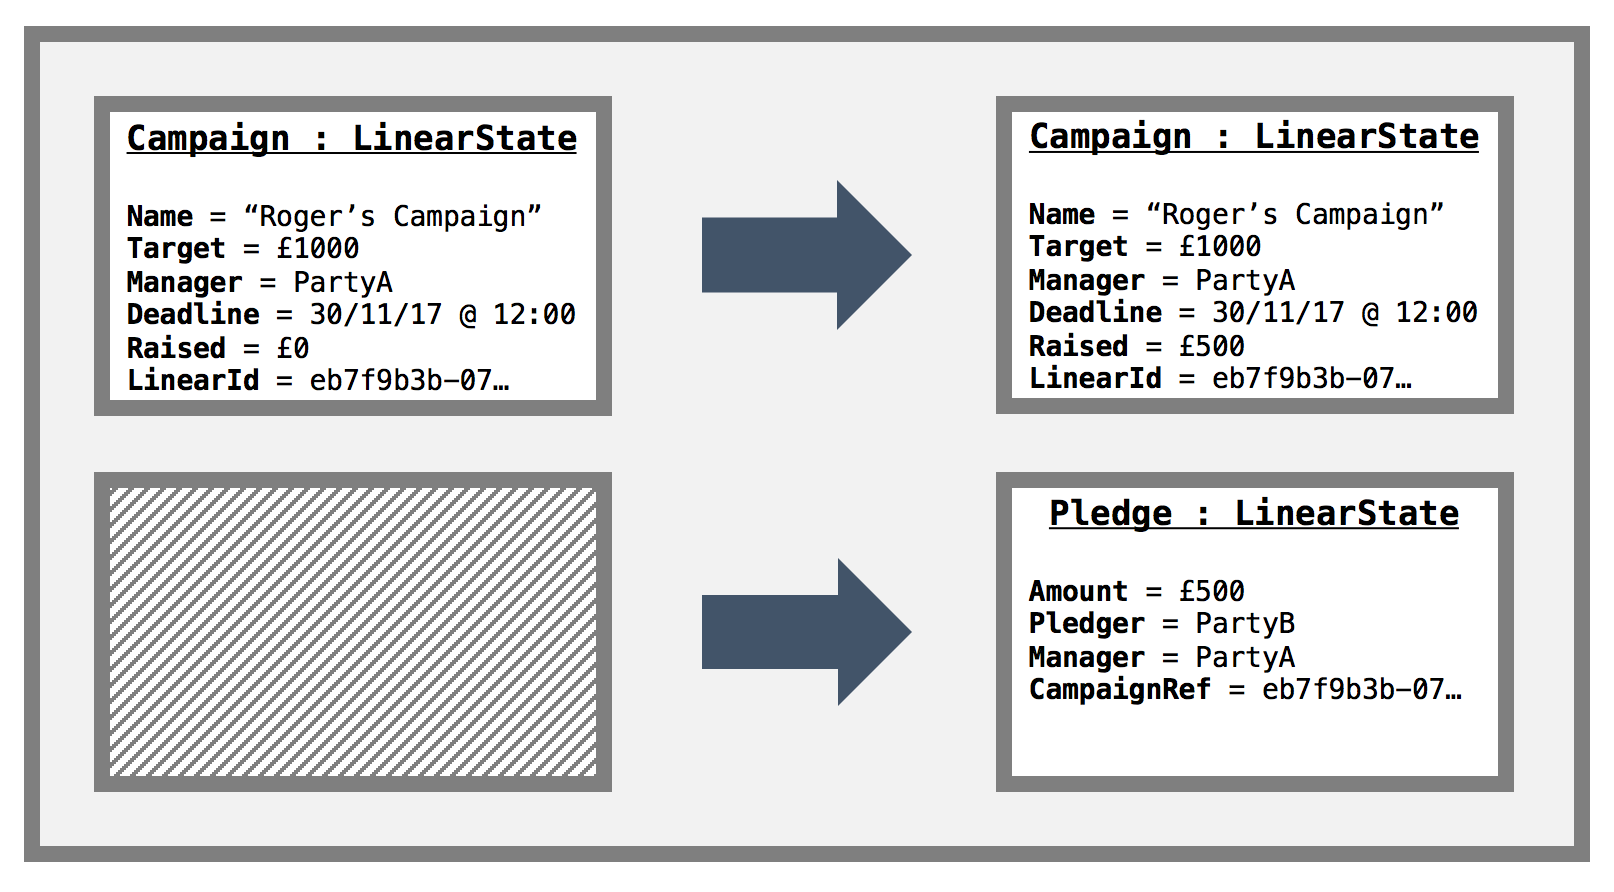 Campaign : LinearState
Name = “Roger’s Campaign”
Target = £1000
Manager = PartyA
Deadline = 30/11/17 @ 12:00
Raised = £0
LinearId = eb7f9b3b-07…
Campaign : LinearState
Name = “Roger’s Campaign”
Target = £1000
Manager = PartyA
Deadline = 30/11/17 @ 12:00
Raised = £500
LinearId = eb7f9b3b-07…
Pledge : LinearState
Amount = £500
Pledger = PartyB
Manager = PartyA
CampaignRef = eb7f9b3b-07…